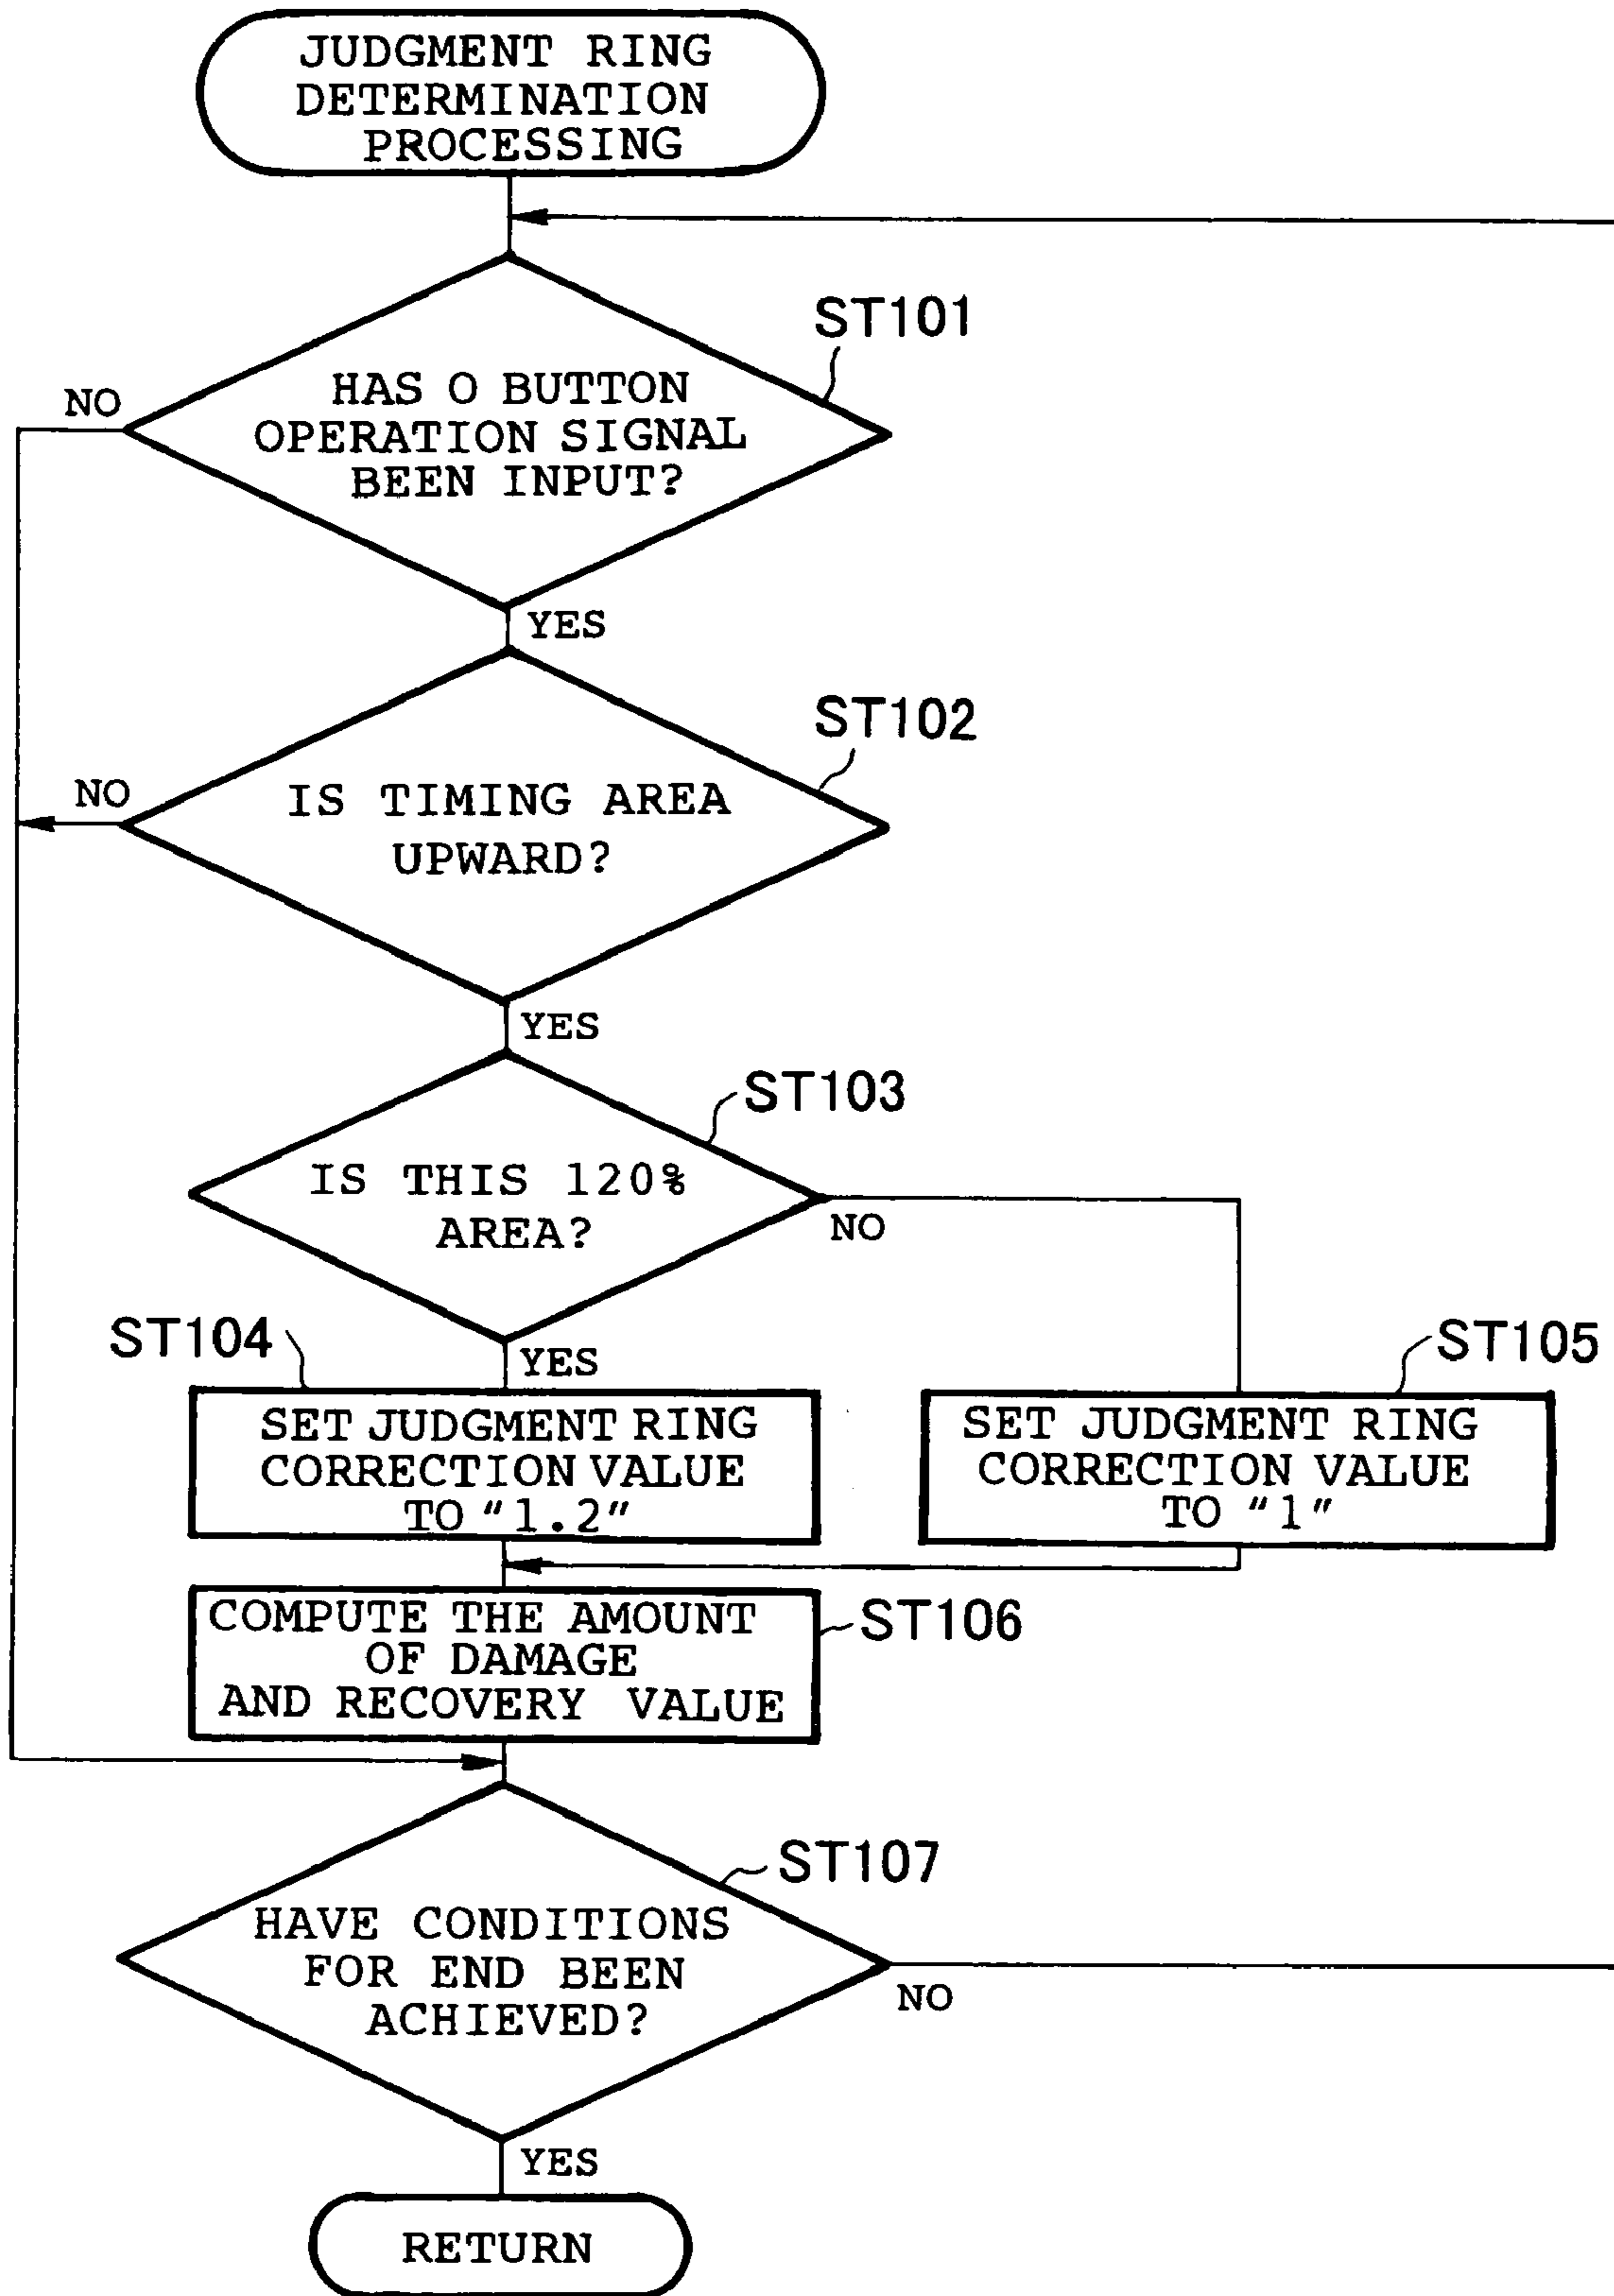 JUDGMENT RING
DETERMINATION
PROCESSING
ST101
HAS O BUTTON
OPERATION SIGNAL
BEEN INPUT?
NO
YES
ST102
IS TIMING AREA
UPWARD?
NO
YES
ST103
IS THIS 120%
AREA?
NO
YES
ST104
SET JUDGMENT RING
CORRECTION VALUE
TO "1.2"
ST105
SET JUDGMENT RING
CORRECTION VALUE
TO "1"
COMPUTE THE AMOUNT
OF DAMAGE
AND RECOVERY VALUE
ST106
ST107
HAVE CONDITIONS
FOR END BEEN
ACHIEVED?
NO
YES
RETURN